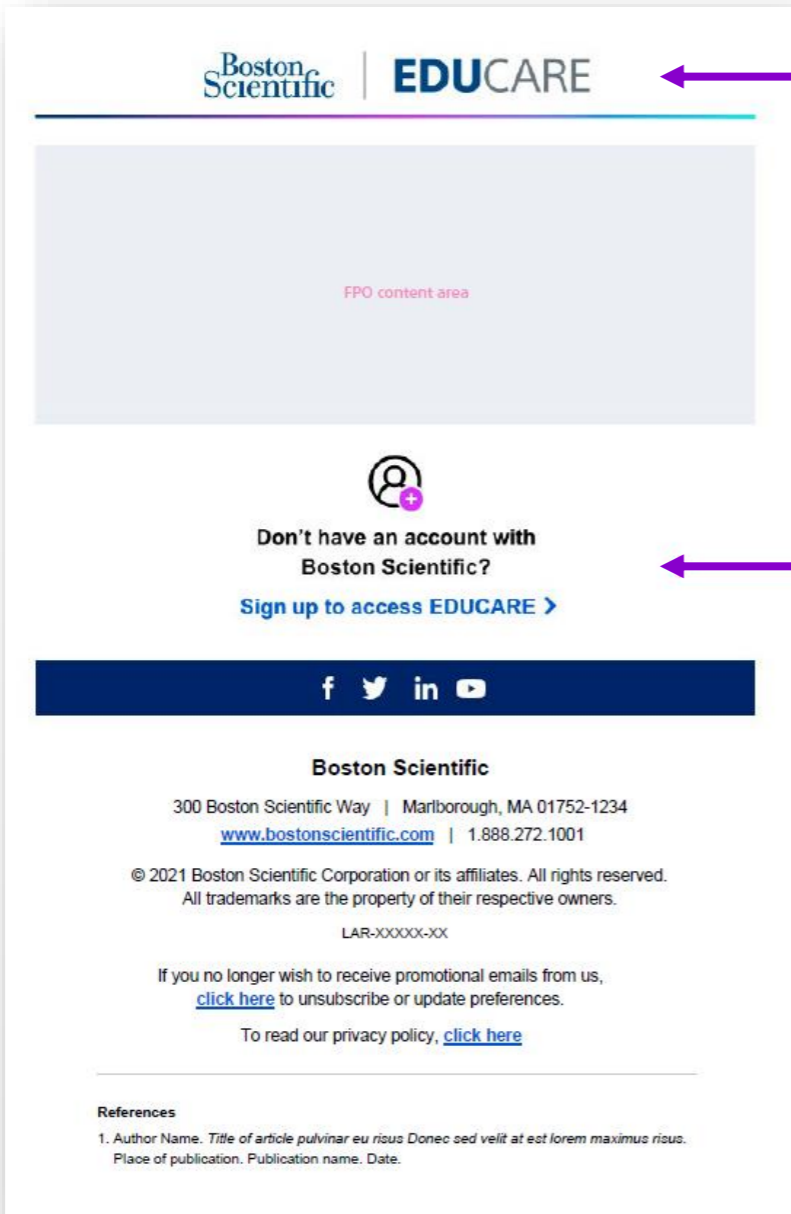 Boston Scientific | EDUCARE
FPO content area
Don't have an account with
Boston Scientific?
Sign up to access EDUCARE >
f in
Boston Scientific
300 Boston Scientific Way | Marlborough, MA 01752-1234
www.bostonscientific.com | 1.888.272.1001
© 2021 Boston Scientific Corporation or its affiliates. All rights reserved.
All trademarks are the property of their respective owners.
LAR-XXXXX-XX
If you no longer wish to receive promotional emails from us,
click here to unsubscribe or update preferences.
To read our privacy policy, click here
References
1. Author Name. Title of article pulvinar eu risus Donec sed velit at est lorem maximus risus.
Place of publication. Publication name. Date.